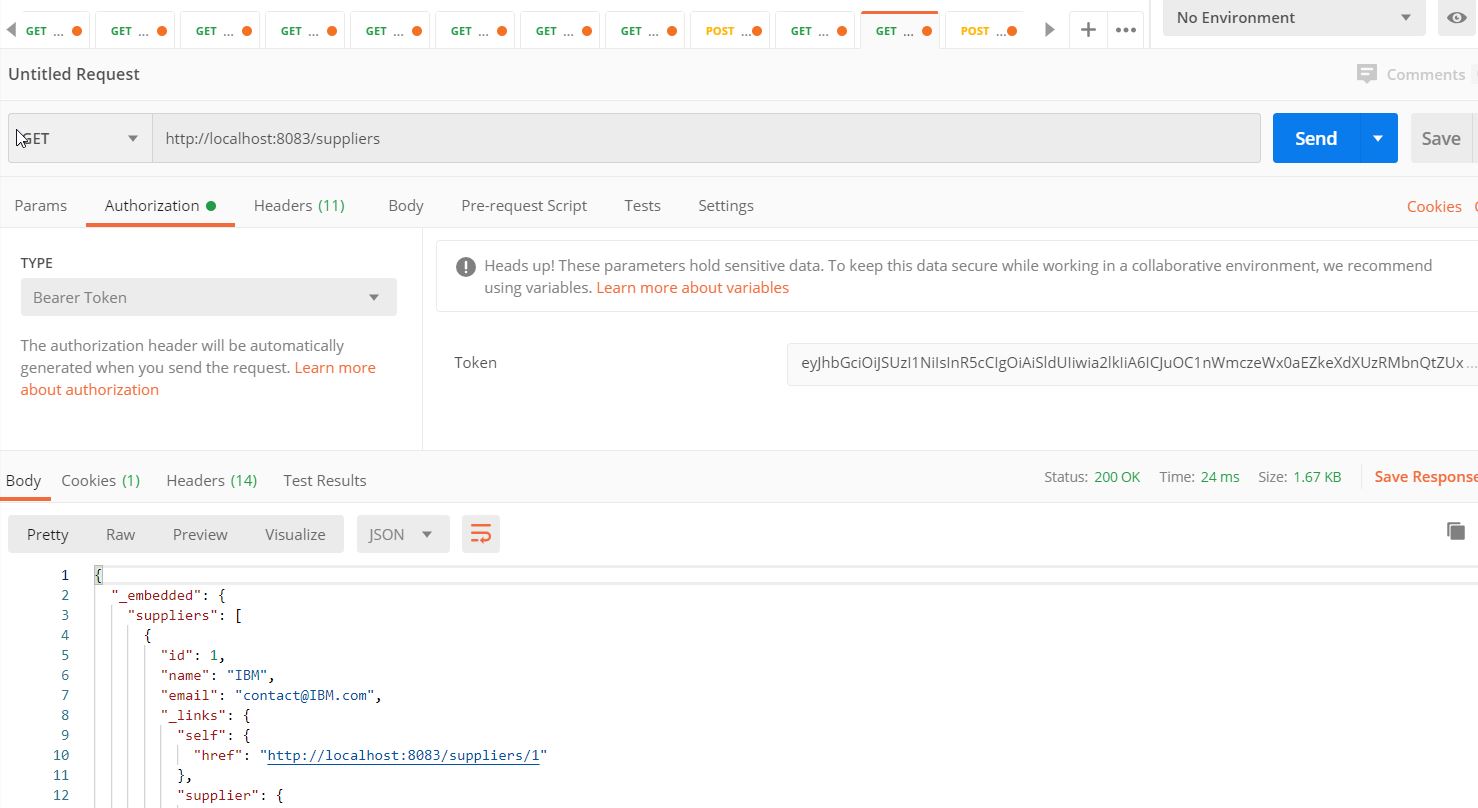 GET ... GET ... GET ... GET ... GET ... GET ... GET ... GET ... POST ... GET ... GET ... POST ... No Environment
Untitled Request Comments
GET http://localhost:8083/suppliers Send Save
Params Authorization Headers (11) Body Pre-request Script Tests Settings Cookies
TYPE
Bearer Token
The authorization header will be automatically
generated when you send the request. Learn more
about authorization
Heads up! These parameters hold sensitive data. To keep this data secure while working in a collaborative environment, we recommend
using variables. Learn more about variables
Token
Body Cookies (1) Headers (14) Test Results Status: 200 OK Time: 24 ms Size: 1.67 KB Save Response
Pretty Raw Preview Visualize JSON
1 {
2 "_embedded": {
3 "suppliers": [
4 {
5 "id": 1,
6 "name": "IBM",
7 "email": "contact@IBM.com",
8 "_links": {
9 "self": {
10 "href": "http://localhost:8083/suppliers/1"
11 },
12 "supplier": {